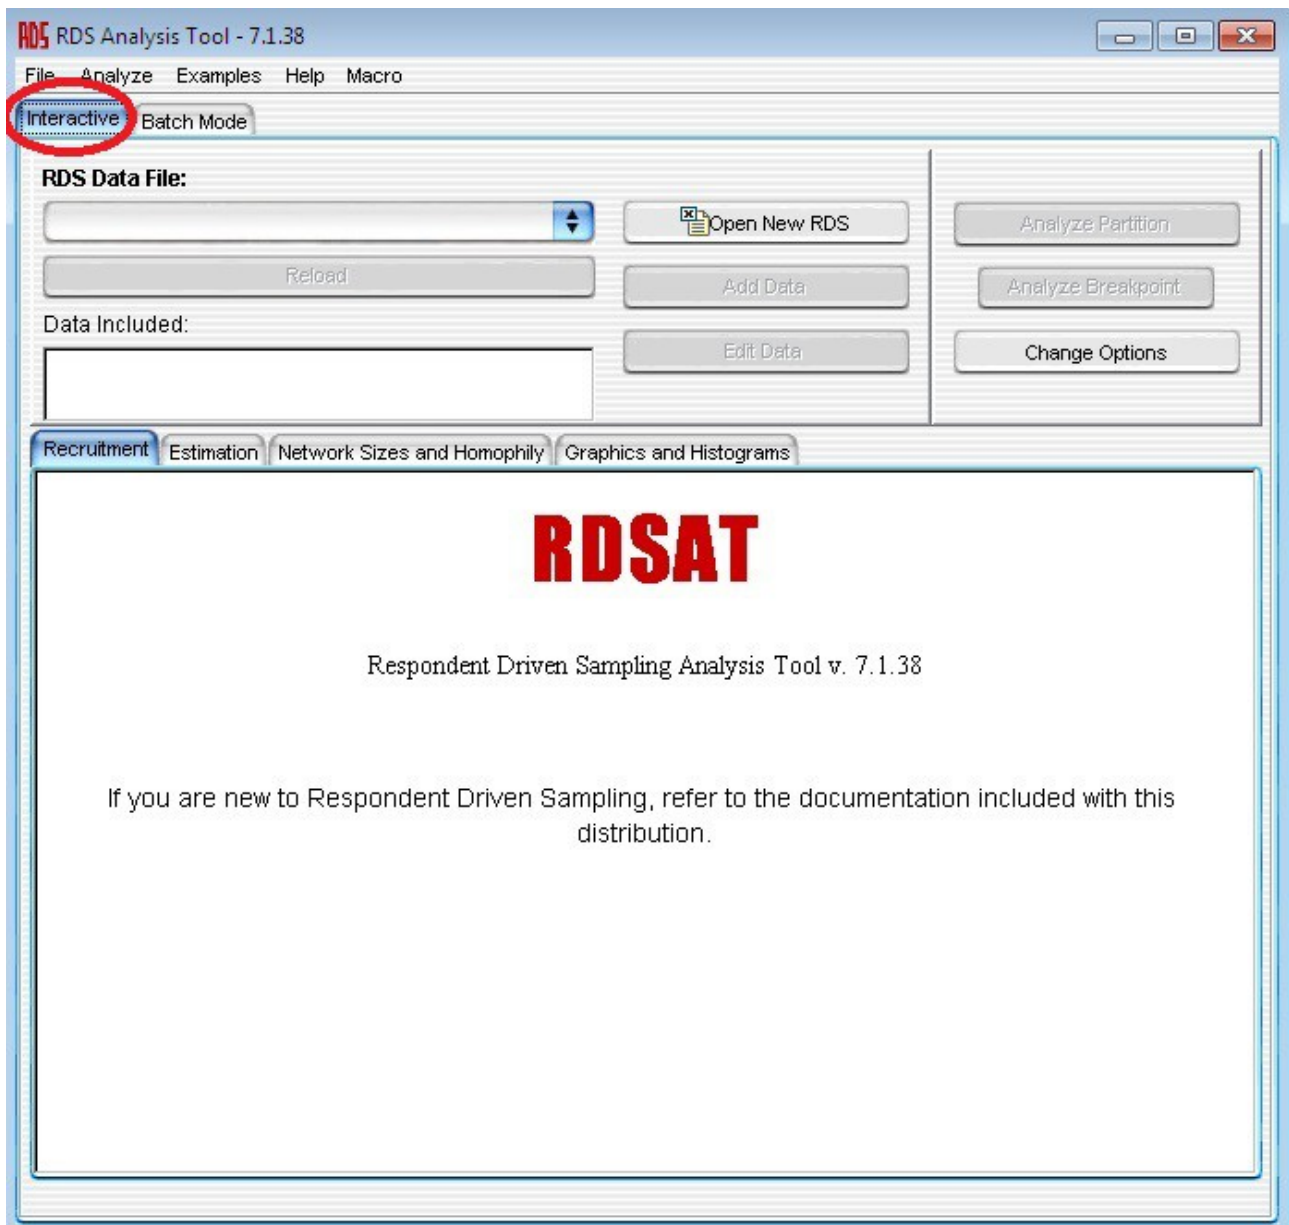 RDS RDS Analysis Tool - 7.1.38
File Analyze Examples Help Macro
Interactive Batch Mode
RDS Data File:
Open New RDS Analyze Partition
Reload Add Data Analyze Breakpoint
Data Included:
Edit Data Change Options
Recruitment Estimation Network Sizes and Homophily Graphics and Histograms
RDSAT
Respondent Driven Sampling Analysis Tool v. 7.1.38
If you are new to Respondent Driven Sampling, refer to the documentation included with this
distribution.